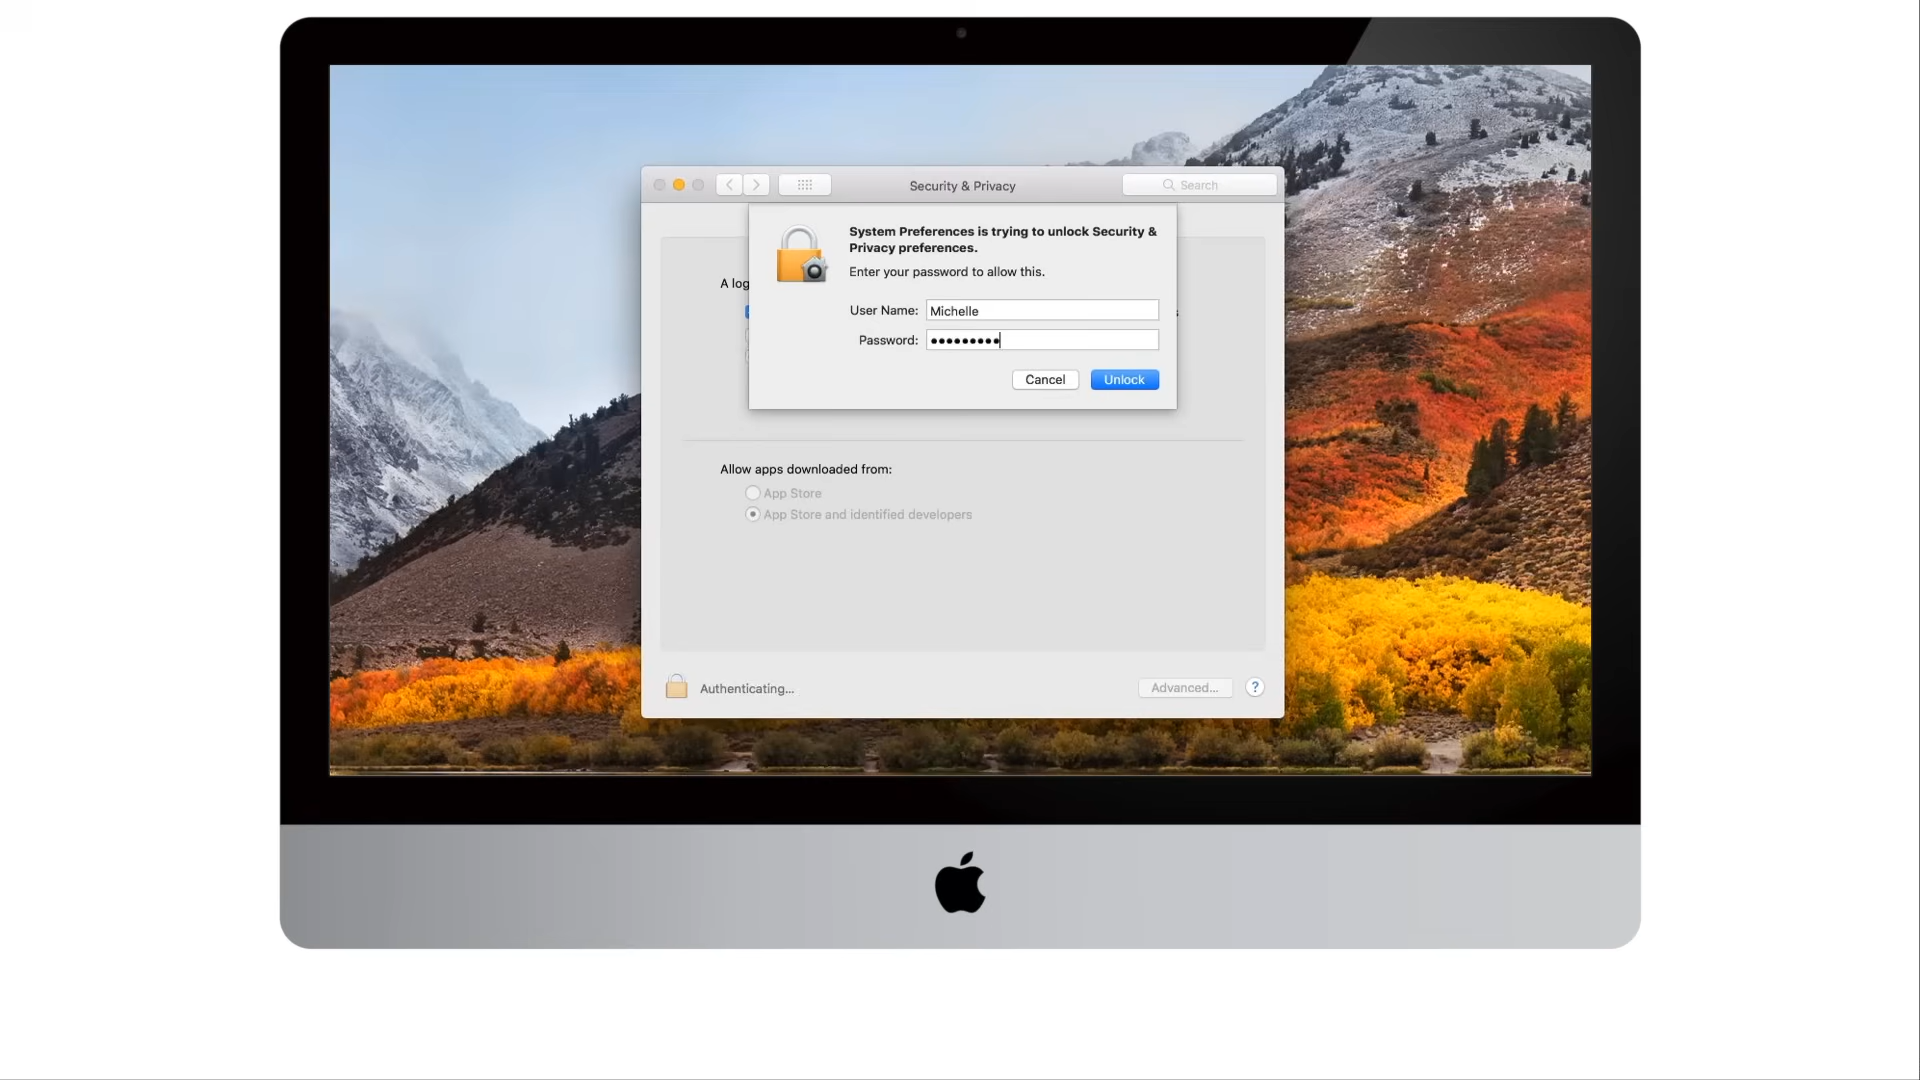 Security & Privacy
Search
System Preferences is trying to unlock Security &
Privacy preferences.
Enter your password to allow this.
A log
User Name: Michelle
s
Password: •••••••••
Cancel
Unlock
Allow apps downloaded from:
App Store
App Store and identified developers
Authenticating...
Advanced...
?